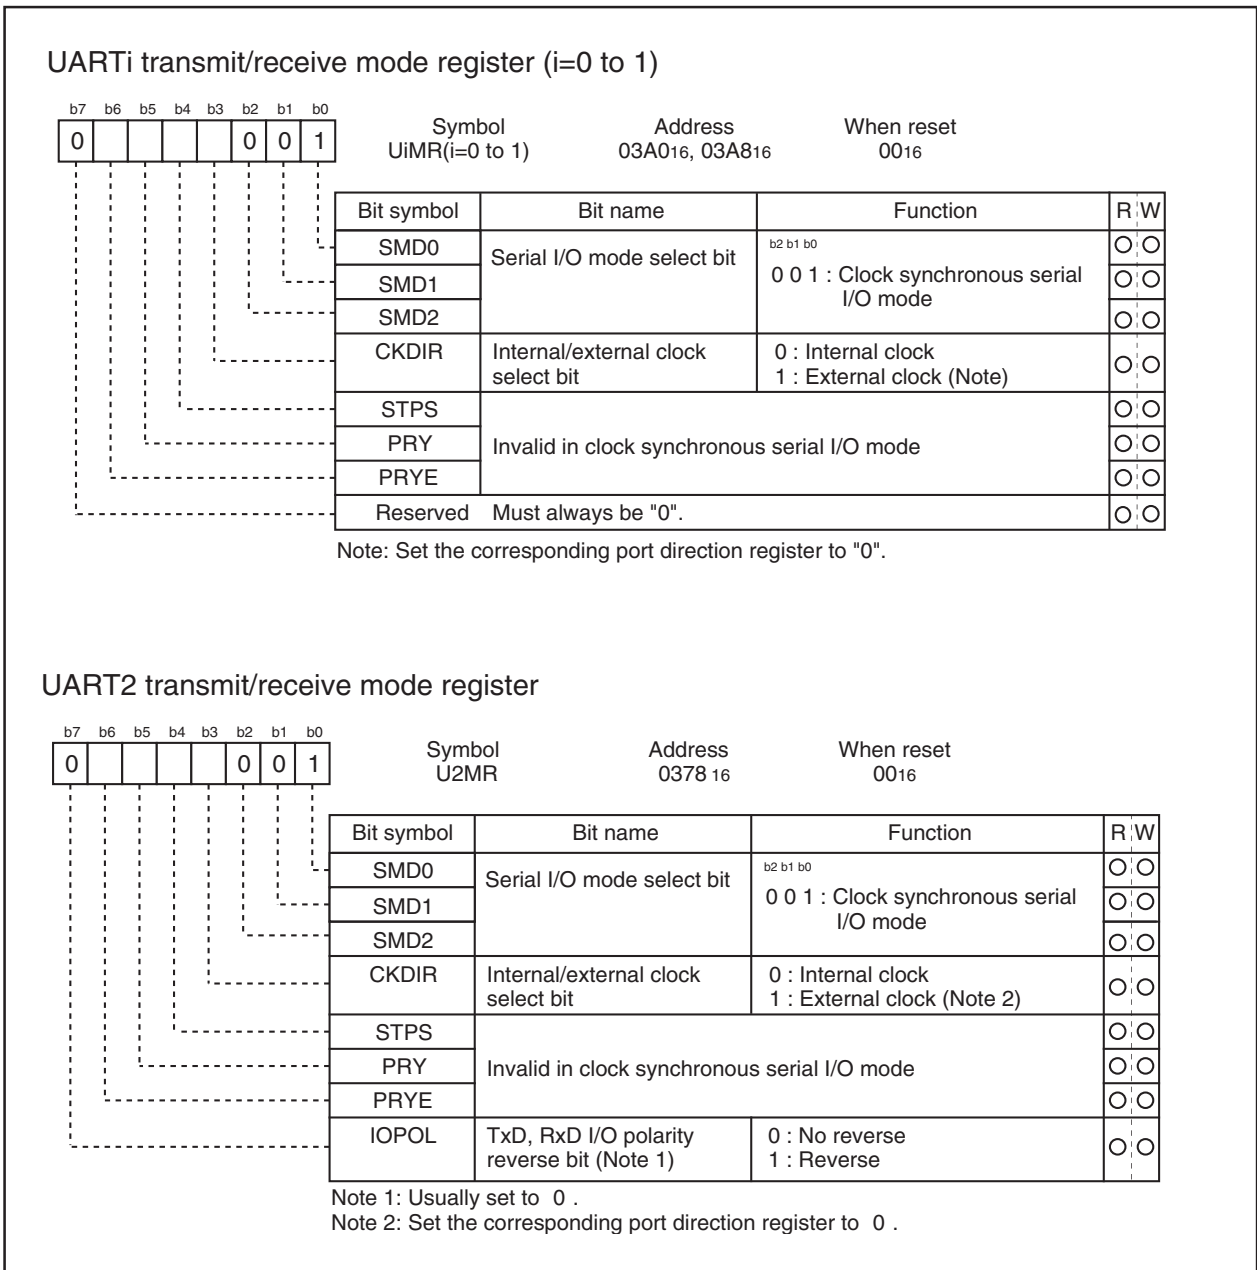 UARTi transmit/receive mode register (i=0 to 1)
b7 b6 b5 b4 b3 b2 b1 b0
0 0 0 1
Symbol Address When reset
UiMR(i=0 to 1) 03A016, 03A816 0016
Bit symbol Bit name Function R W
SMD0 Serial I/O mode select bit b2 b1 b0
SMD1 0 0 1 : Clock synchronous serial
I/O mode
SMD2
CKDIR Internal/external clock 0 : Internal clock
select bit 1 : External clock (Note)
STPS
PRY Invalid in clock synchronous serial I/O mode
PRYE
Reserved Must always be "0".
Note: Set the corresponding port direction register to "0".
UART2 transmit/receive mode register
b7 b6 b5 b4 b3 b2 b1 b0
0 0 0 1
Symbol Address When reset
U2MR 0378 16 0016
Bit symbol Bit name Function R W
SMD0 Serial I/O mode select bit b2 b1 b0
SMD1 0 0 1 : Clock synchronous serial
I/O mode
SMD2
CKDIR Internal/external clock 0 : Internal clock
select bit 1 : External clock (Note 2)
STPS
PRY Invalid in clock synchronous serial I/O mode
PRYE
IOPOL TxD, RxD I/O polarity 0 : No reverse
reverse bit (Note 1) 1 : Reverse
Note 1: Usually set to 0 .
Note 2: Set the corresponding port direction register to 0 .